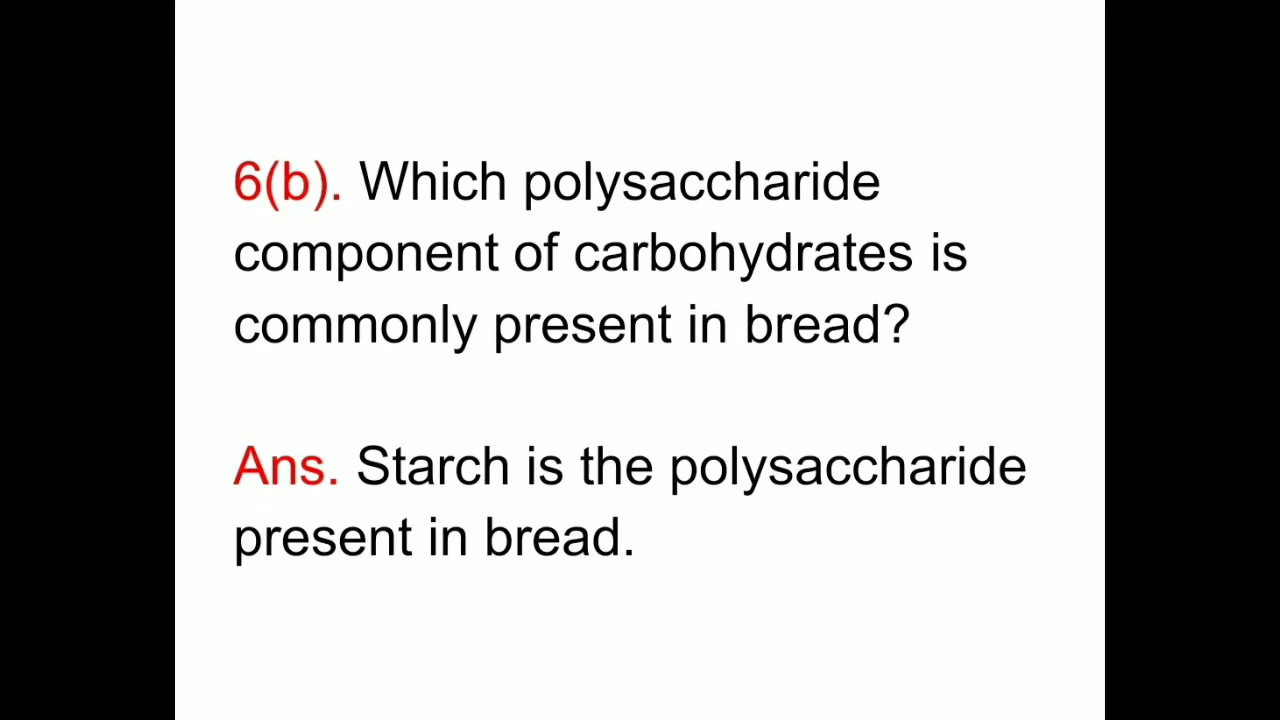 6(b). Which polysaccharide
component of carbohydrates is
commonly present in bread?
Ans. Starch is the polysaccharide
present in bread.